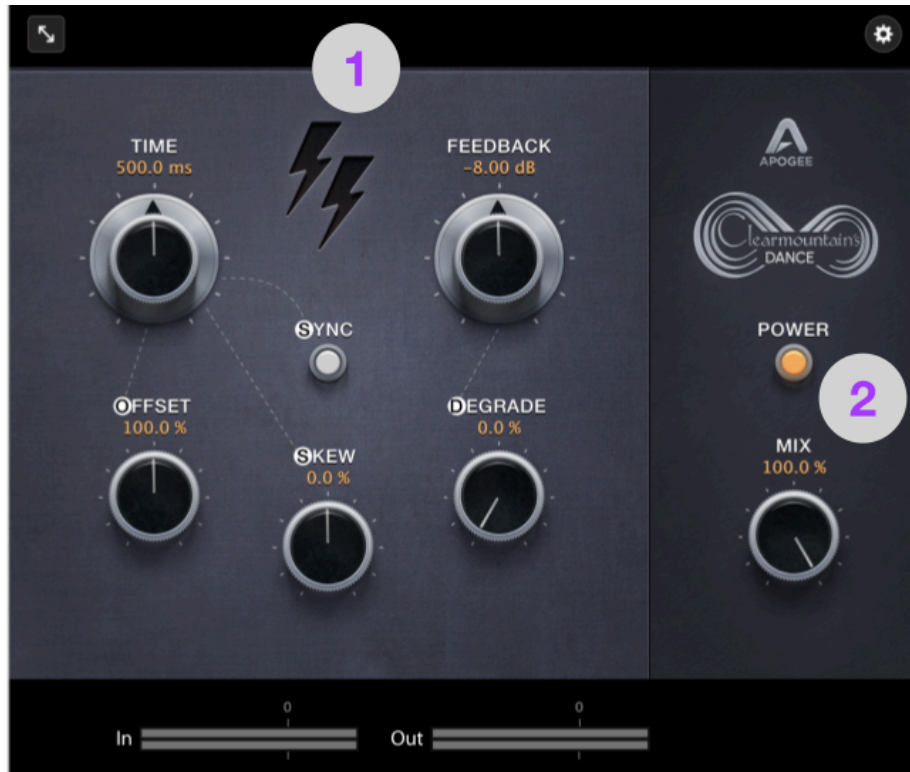 1
TIME
500.0 ms
FEEDBACK
-8.00 dB
APOGEE
Clearmountain's
DANCE
SYNC
POWER
OFFSET
100.0 %
DEGRADE
0.0 %
2
SKEW
0.0 %
MIX
100.0 %
0
0
In
Out